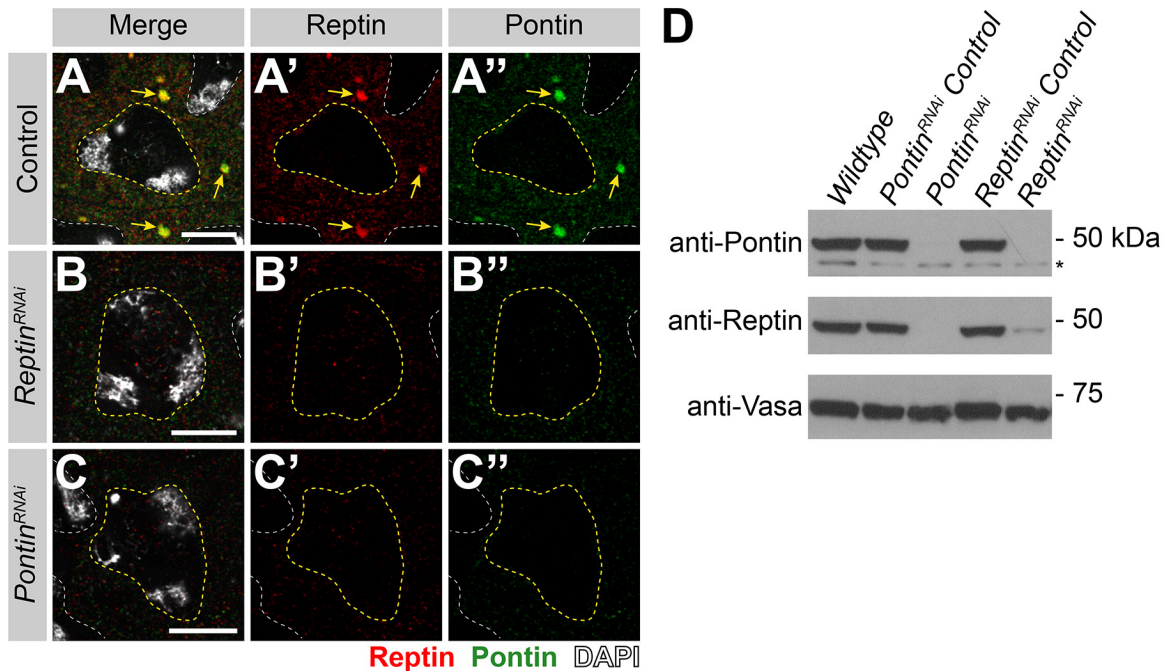 Merge Reptin Pontin
Control
A A’ A’’
Reptin^RNAi
B B’ B’’
Pontin^RNAi
C C’ C’’
Reptin Pontin DAPI
D
Wildtype
Pontin^RNAi Control
Pontin^RNAi
Reptin^RNAi Control
Reptin^RNAi
anti-Pontin - 50 kDa
*
anti-Reptin - 50
anti-Vasa - 75